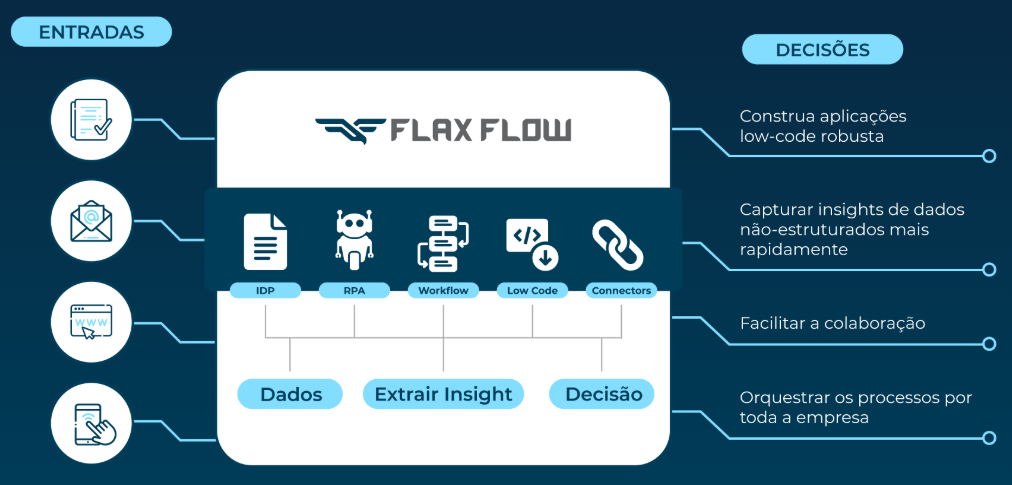 ENTRADAS
DECISÕES
FLAX FLOW
Construa aplicações
low-code robusta
Capturar insights de dados
não-estruturados mais
rapidamente
Facilitar a colaboração
Orquestrar os processos por
toda a empresa
@
WWW
</>
IDP
RPA
Workflow
Low Code
Connectors
Dados
Extrair Insight
Decisão